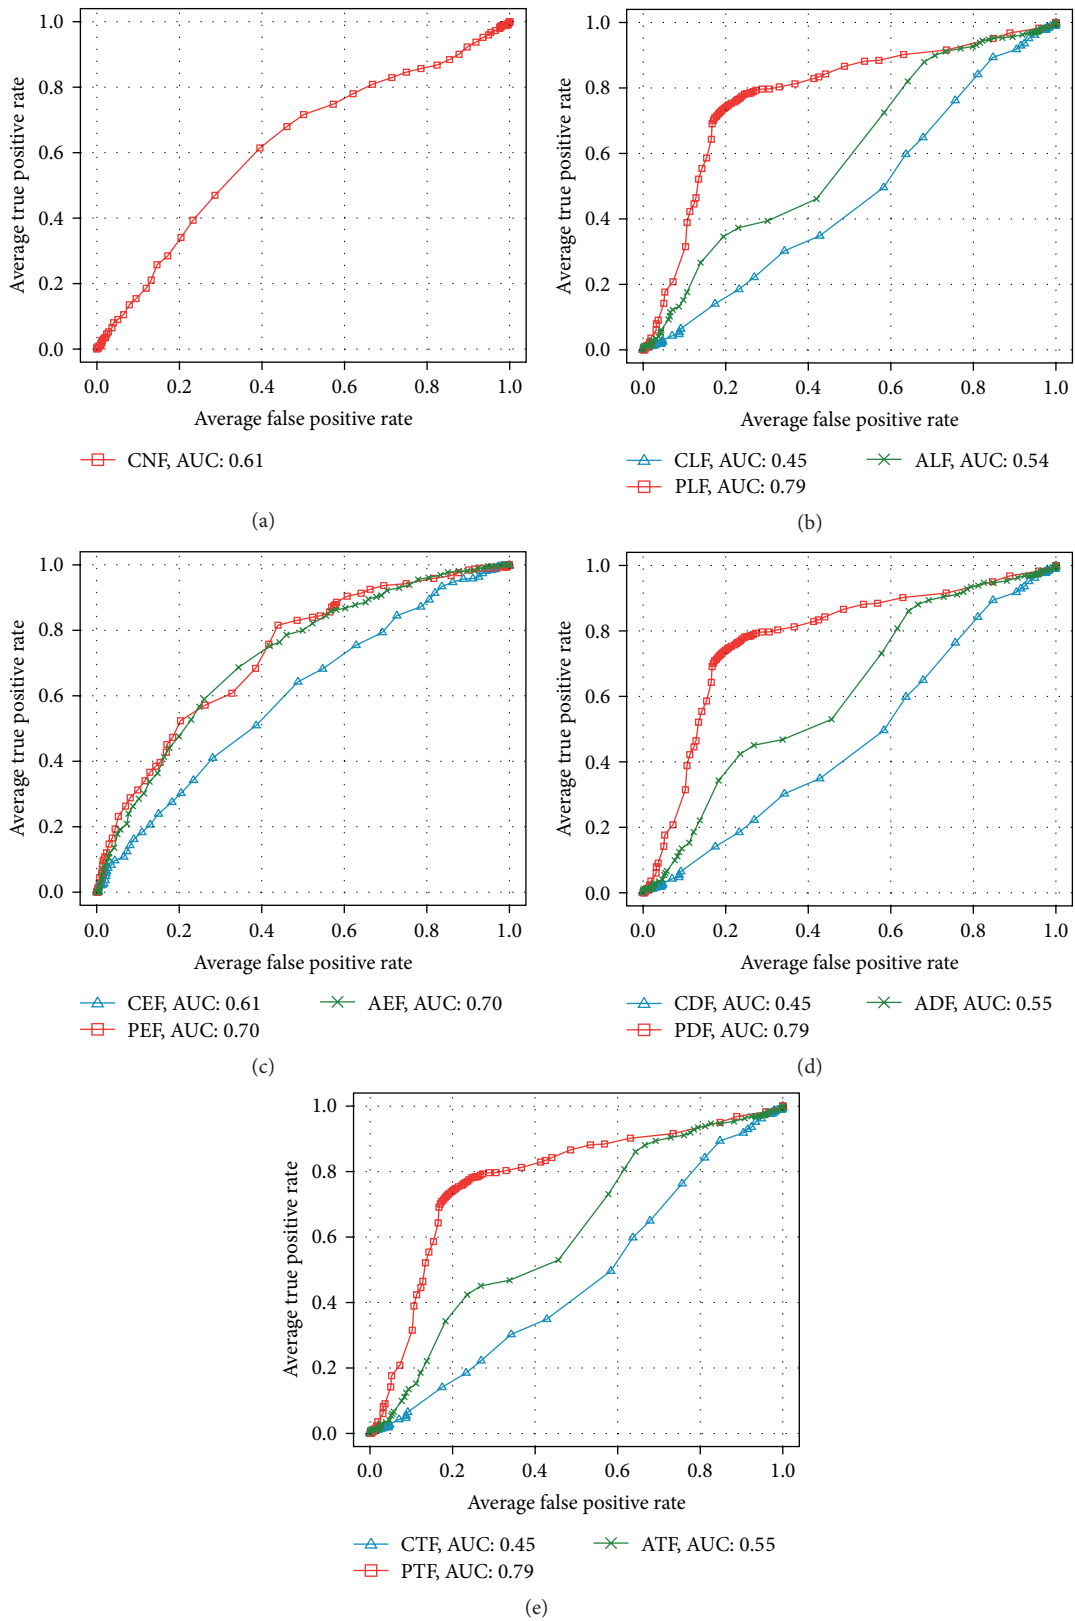 1.0
0.8
0.6
0.4
0.2
0.0
Average true positive rate
0.0 0.2 0.4 0.6 0.8 1.0
Average false positive rate
CNF, AUC: 0.61
(a)
1.0
0.8
0.6
0.4
0.2
0.0
Average true positive rate
0.0 0.2 0.4 0.6 0.8 1.0
Average false positive rate
CLF, AUC: 0.45 ALF, AUC: 0.54
PLF, AUC: 0.79
(b)
1.0
0.8
0.6
0.4
0.2
0.0
Average true positive rate
0.0 0.2 0.4 0.6 0.8 1.0
Average false positive rate
CEF, AUC: 0.61 AEF, AUC: 0.70
PEF, AUC: 0.70
(c)
1.0
0.8
0.6
0.4
0.2
0.0
Average true positive rate
0.0 0.2 0.4 0.6 0.8 1.0
Average false positive rate
CDF, AUC: 0.45 ADF, AUC: 0.55
PDF, AUC: 0.79
(d)
1.0
0.8
0.6
0.4
0.2
0.0
Average true positive rate
0.0 0.2 0.4 0.6 0.8 1.0
Average false positive rate
CTF, AUC: 0.45 ATF, AUC: 0.55
PTF, AUC: 0.79
(e)